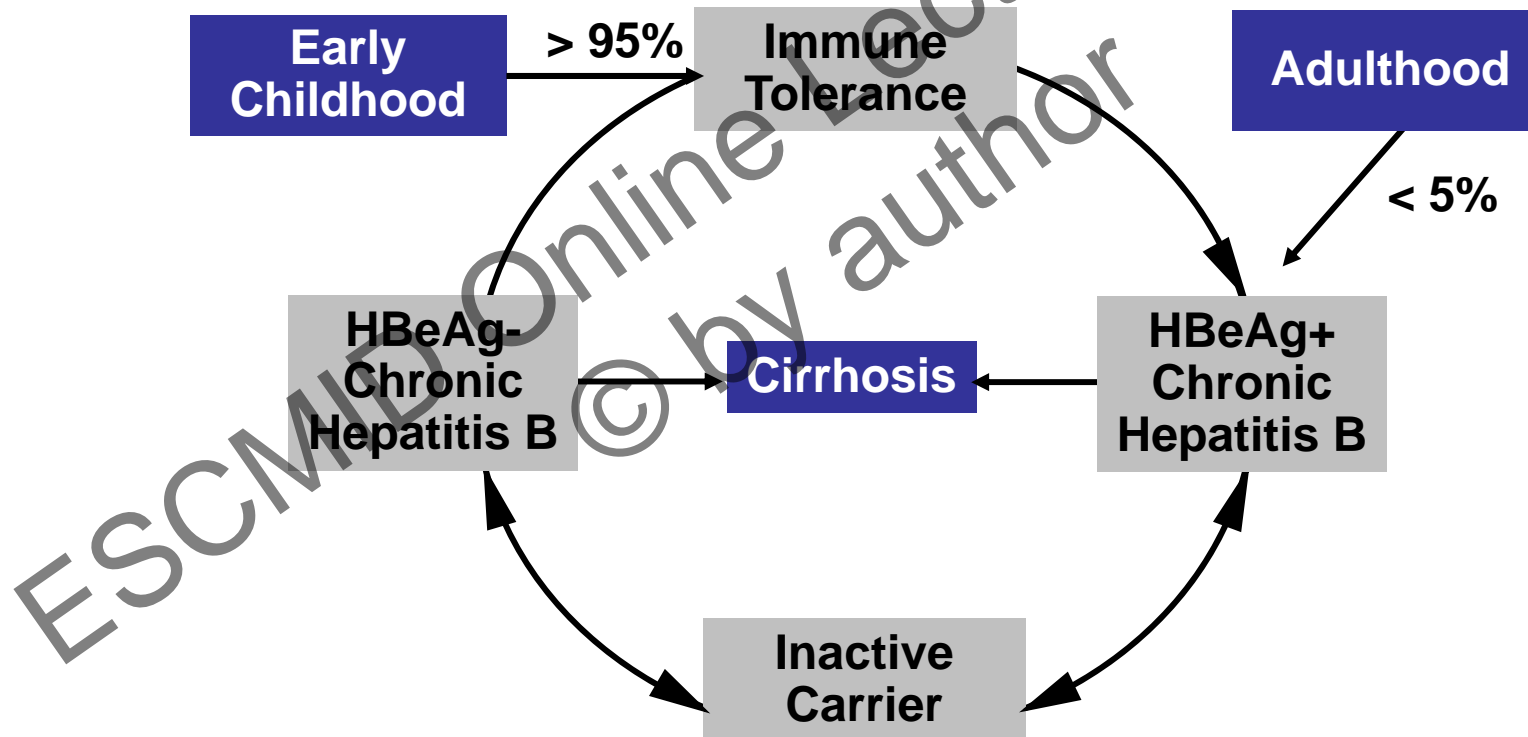 Early
Childhood
> 95%
Immune
Tolerance
Adulthood
< 5%
HBeAg-
Chronic
Hepatitis B
Cirrhosis
HBeAg+
Chronic
Hepatitis B
Inactive
Carrier
ESCMID Online
© by author